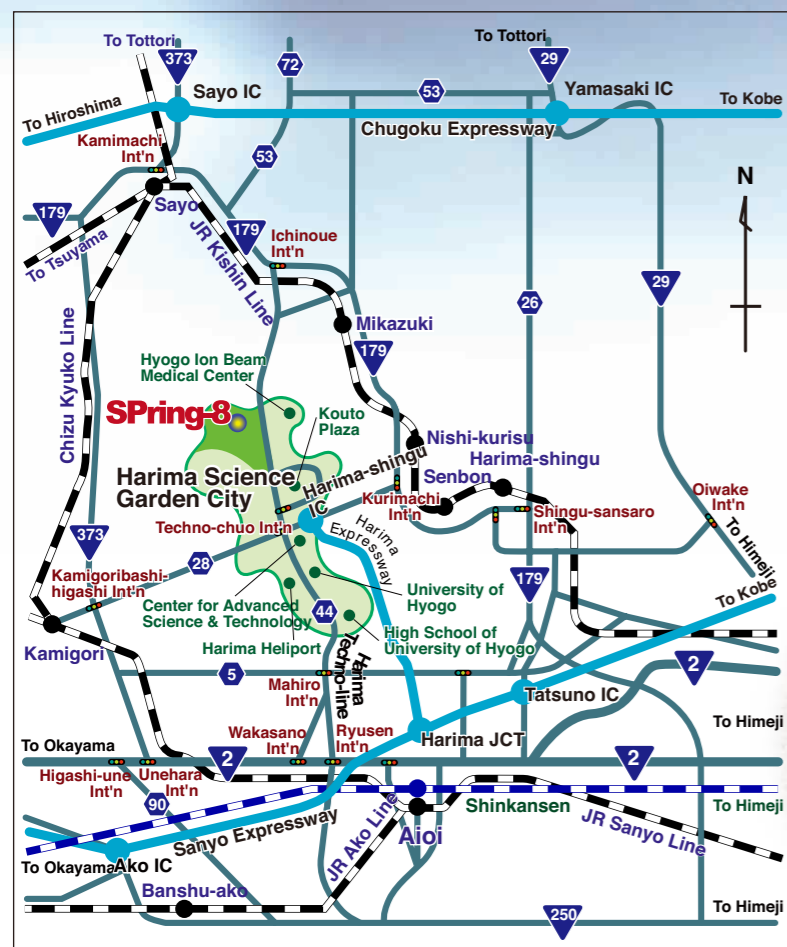 To Tottori
373
72
To Tottori
29
Sayo IC
53
Yamasaki IC
To Hiroshima
To Kobe
Chugoku Expressway
Kamimachi
Int'n
53
N
Sayo
179
JR Kishin Line
179
Ichinoue
Int'n
To Tsuyama
29
26
Mikazuki
Chizu Kyuko Line
179
Hyogo Ion Beam
Medical Center
SPring-8
Kouto
Plaza
Nishi-kurisu
Harima-shingu
Senbon
Harima Science
Garden City
Harima-shingu
IC
Kurimachi
Int'n
Shingu-sansaro
Int'n
Oiwake
Int'n
Techno-chuo Int'n
Harima
Expressway
To Himeji
373
28
Kamigoribashi-
higashi Int'n
179
University of
Hyogo
To Kobe
Center for Advanced
Science & Technology
44
Kamigori
Harima Heliport
High School of
University of Hyogo
Harima
Techno-line
5
2
Mahiro
Int'n
Tatsuno IC
Wakasano
Int'n
Ryusen
Int'n
Harima JCT
To Himeji
To Okayama
2
2
Higashi-une
Int'n
Unehara
Int'n
90
Shinkansen
To Himeji
Sanyo Expressway
JR Ako Line
Aioi
JR Sanyo Line
To Okayama
Ako IC
Banshu-ako
To Himeji
250
To Himeji